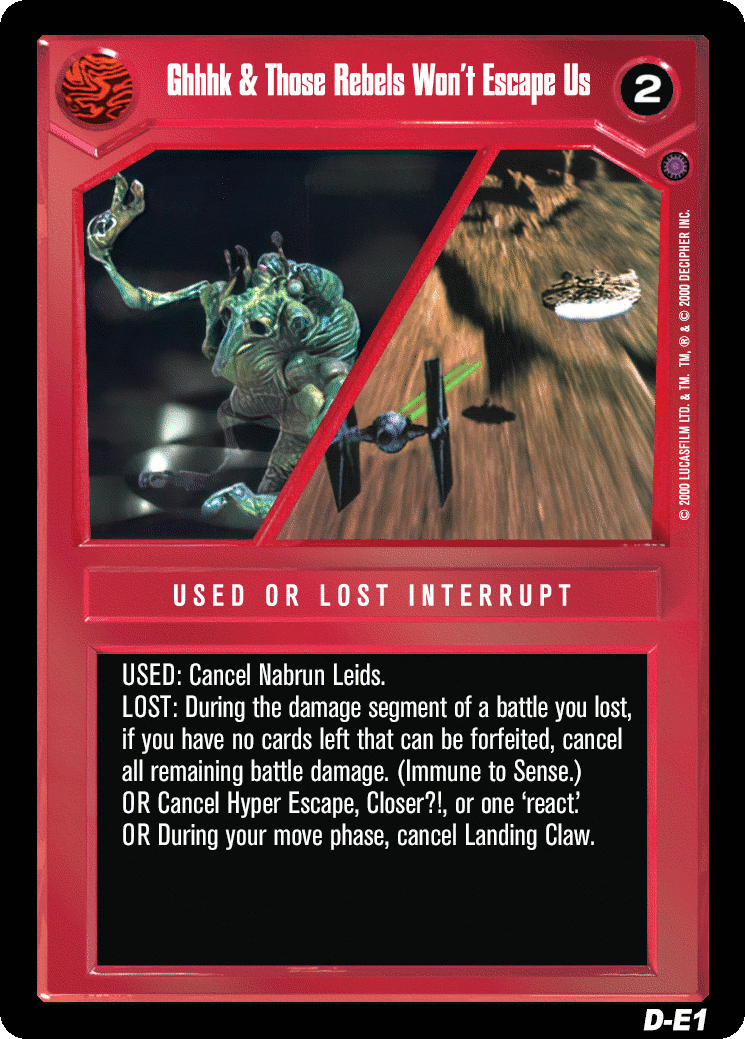 Ghhhk & Those Rebels Won't Escape Us
2
© 2000 LUCASFILM LTD. & TM. TM, ® & © 2000 DECIPHER INC.
USED OR LOST INTERRUPT
USED: Cancel Nabrun Leids.
LOST: During the damage segment of a battle you lost,
if you have no cards left that can be forfeited, cancel
all remaining battle damage. (Immune to Sense.)
OR Cancel Hyper Escape, Closer?!, or one ‘react.’
OR During your move phase, cancel Landing Claw.
D-E1